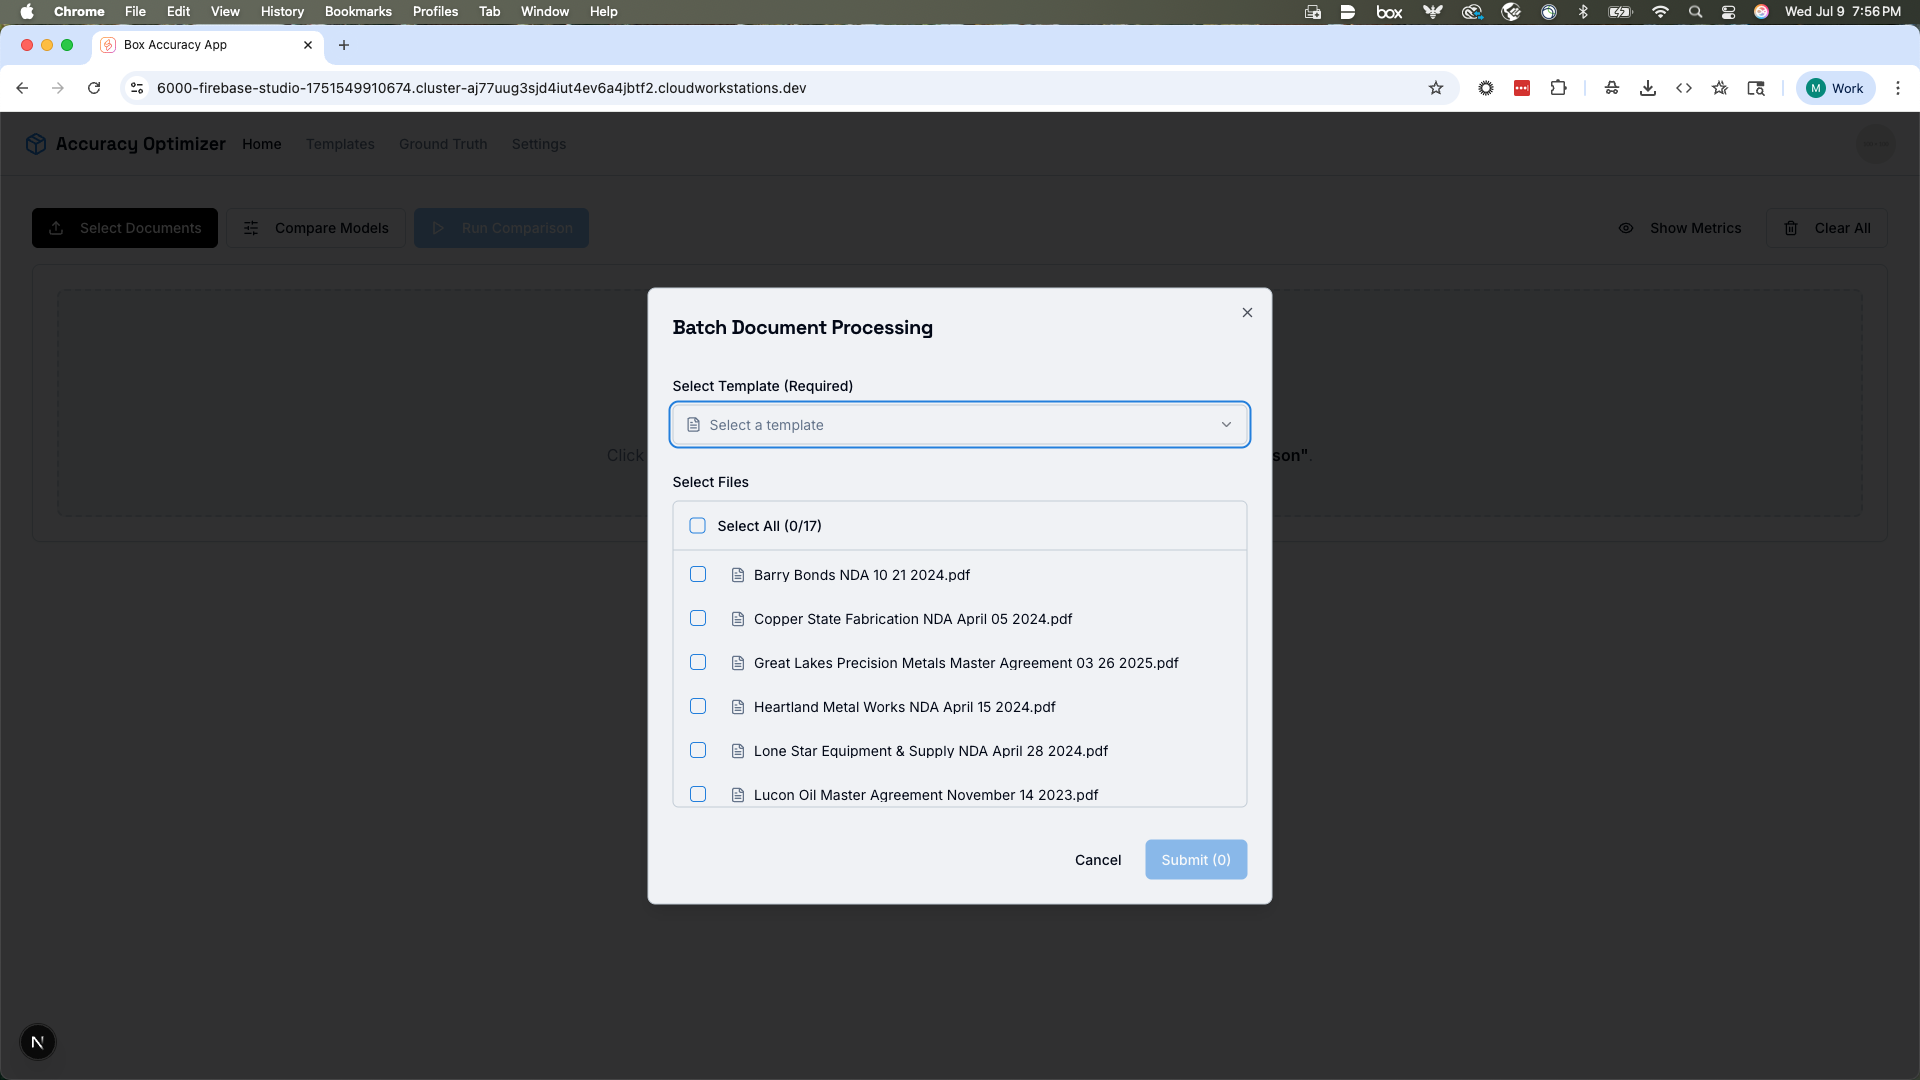 Chrome File Edit View History Bookmarks Profiles Tab Window Help box Wed Jul 9 7:56 PM
Box Accuracy App
6000-firebase-studio-1751549910674.cluster-aj77uug3sjd4iut4ev6a4jbtf2.cloudworkstations.dev M Work
Accuracy Optimizer Home Templates Ground Truth Settings
Select Documents Compare Models Run Comparison Show Metrics Clear All
Batch Document Processing
Select Template (Required)
Select a template
Click son".
Select Files
Select All (0/17)
Barry Bonds NDA 10 21 2024.pdf
Copper State Fabrication NDA April 05 2024.pdf
Great Lakes Precision Metals Master Agreement 03 26 2025.pdf
Heartland Metal Works NDA April 15 2024.pdf
Lone Star Equipment & Supply NDA April 28 2024.pdf
Lucon Oil Master Agreement November 14 2023.pdf
Cancel Submit (0)
N